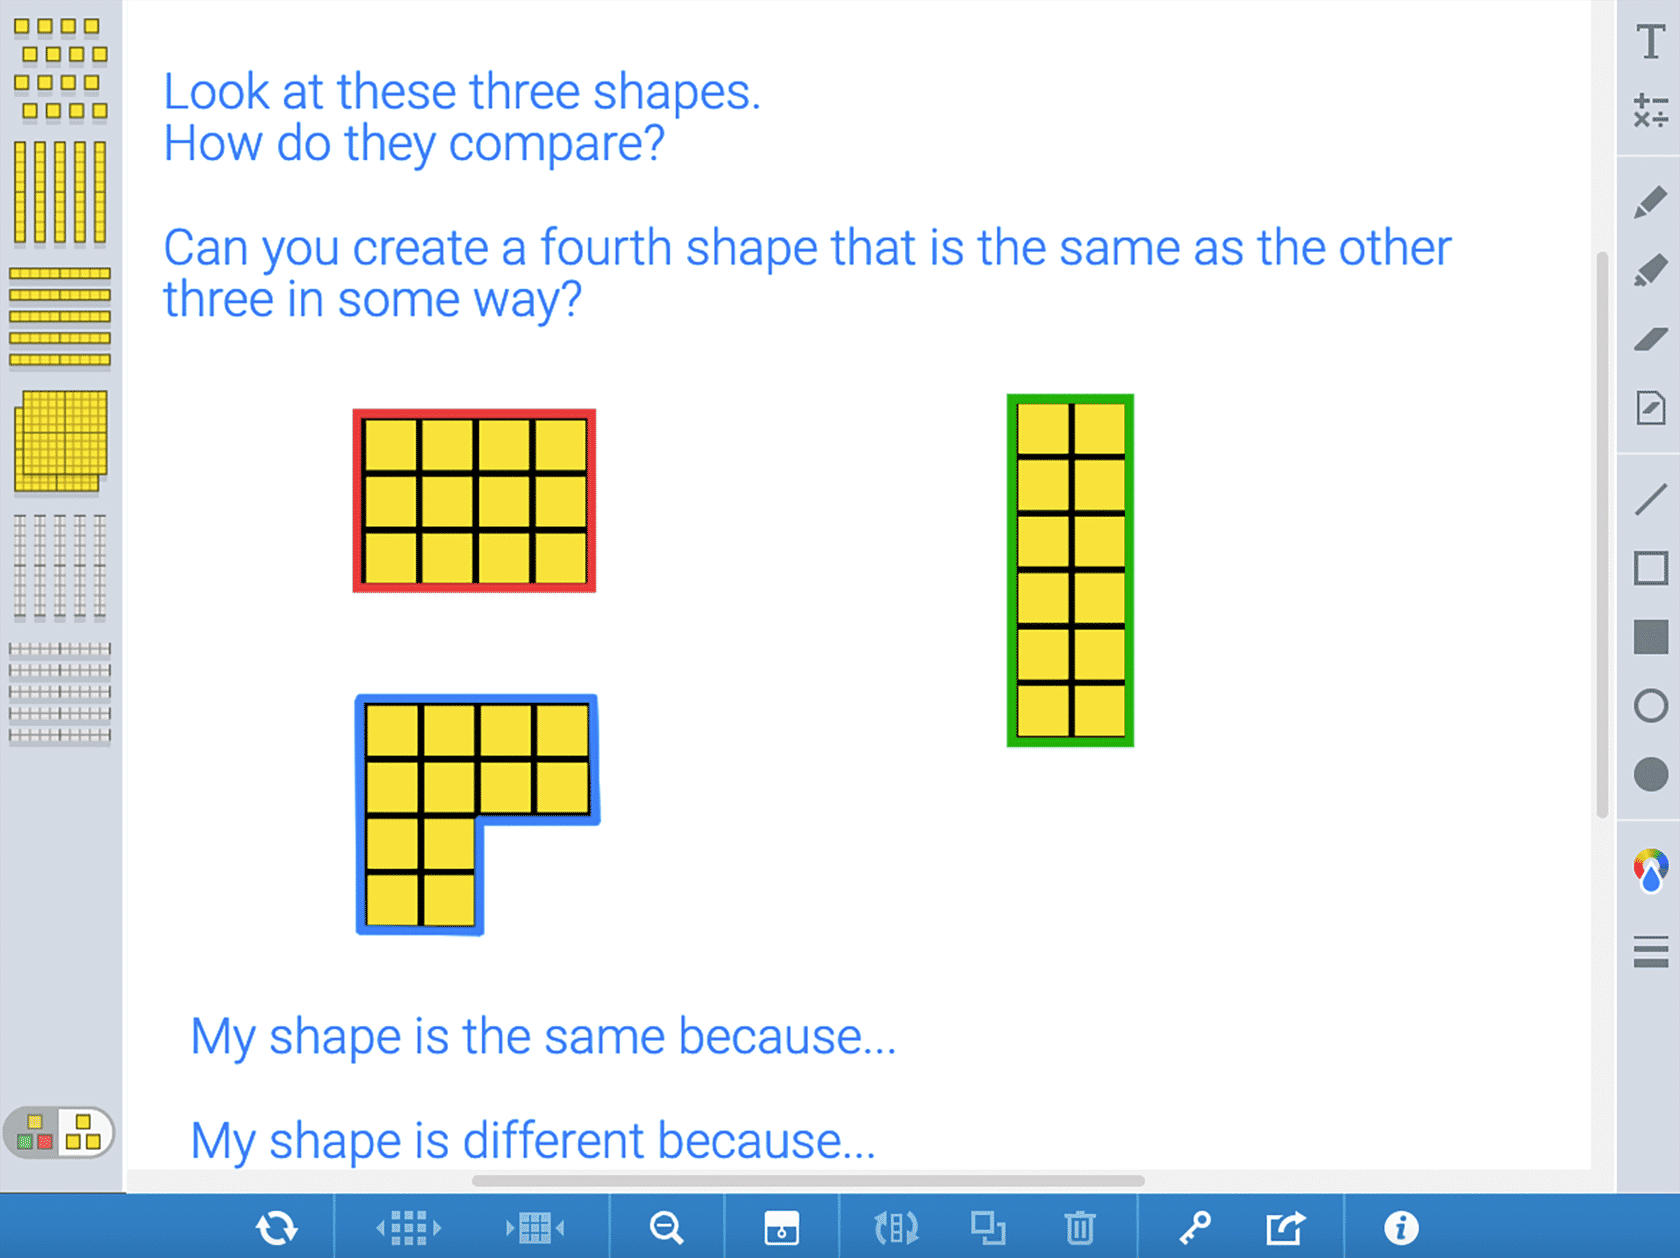 Look at these three shapes.
How do they compare?
Can you create a fourth shape that is the same as the other
three in some way?
My shape is the same because...
My shape is different because...